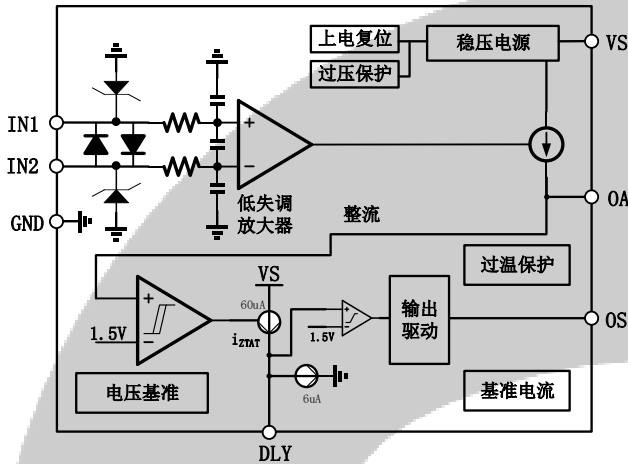 上电复位
稳压电源
VS
过压保护
IN1
+
IN2
−
低失调
放大器
GND
OA
整流
过温保护
VS
60uA
+
输出
驱动
OS
1.5V
−
iZTAT
+
1.5V
−
电压基准
6uA
基准电流
DLY